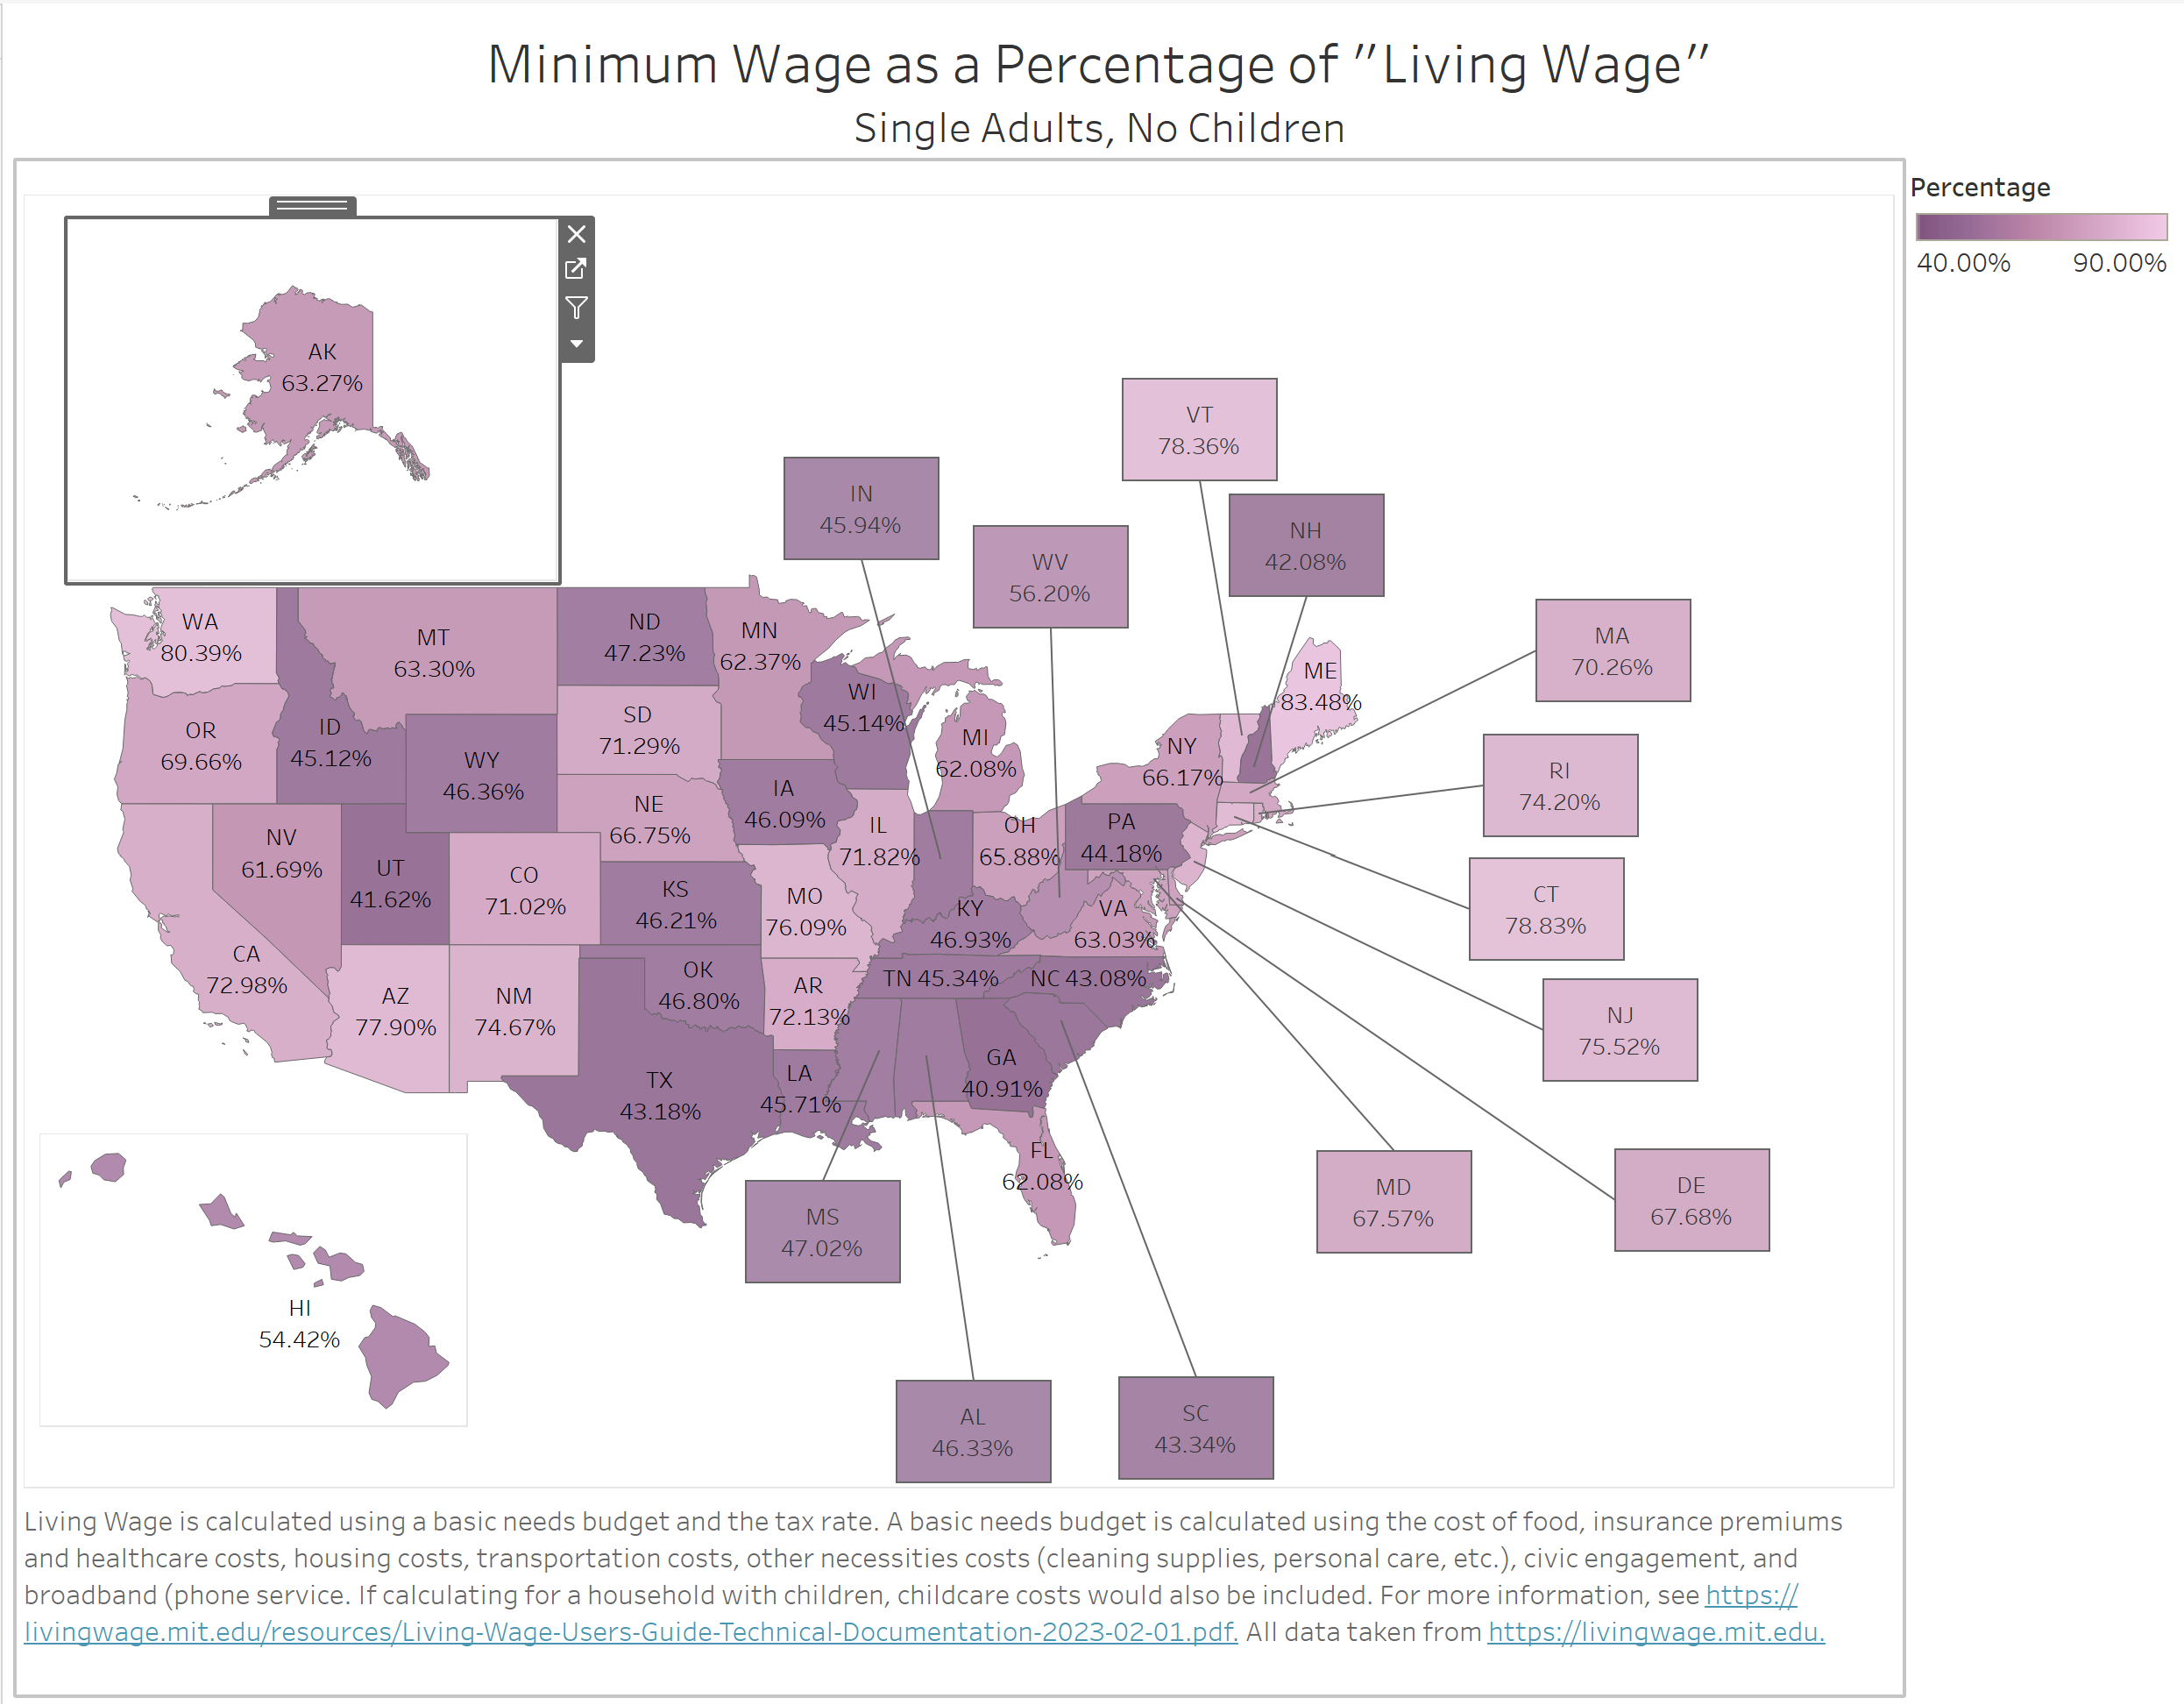 Minimum Wage as a Percentage of "Living Wage"
Single Adults, No Children
Percentage
40.00% 90.00%
AK
63.27%
VT
78.36%
IN
45.94%
NH
42.08%
WV
56.20%
MA
70.26%
WA
80.39%
MT
63.30%
ND
47.23%
MN
62.37%
ME
83.48%
WI
45.14%
OR
69.66%
ID
45.12%
SD
71.29%
MI
62.08%
NY
66.17%
WY
46.36%
RI
74.20%
IA
46.09%
NE
66.75%
NV
61.69%
IL
71.82%
OH
65.88%
PA
44.18%
UT
41.62%
CO
71.02%
KS
46.21%
MO
76.09%
KY
46.93%
VA
63.03%
CT
78.83%
CA
72.98%
AZ
77.90%
NM
74.67%
OK
46.80%
AR
72.13%
TN 45.34%
NC 43.08%
NJ
75.52%
TX
43.18%
LA
45.71%
GA
40.91%
FL
62.08%
MS
47.02%
MD
67.57%
DE
67.68%
HI
54.42%
AL
46.33%
SC
43.34%
Living Wage is calculated using a basic needs budget and the tax rate. A basic needs budget is calculated using the cost of food, insurance premiums
and healthcare costs, housing costs, transportation costs, other necessities costs (cleaning supplies, personal care, etc.), civic engagement, and
broadband (phone service. If calculating for a household with children, childcare costs would also be included. For more information, see https://
livingwage.mit.edu/resources/Living-Wage-Users-Guide-Technical-Documentation-2023-02-01.pdf. All data taken from https://livingwage.mit.edu.